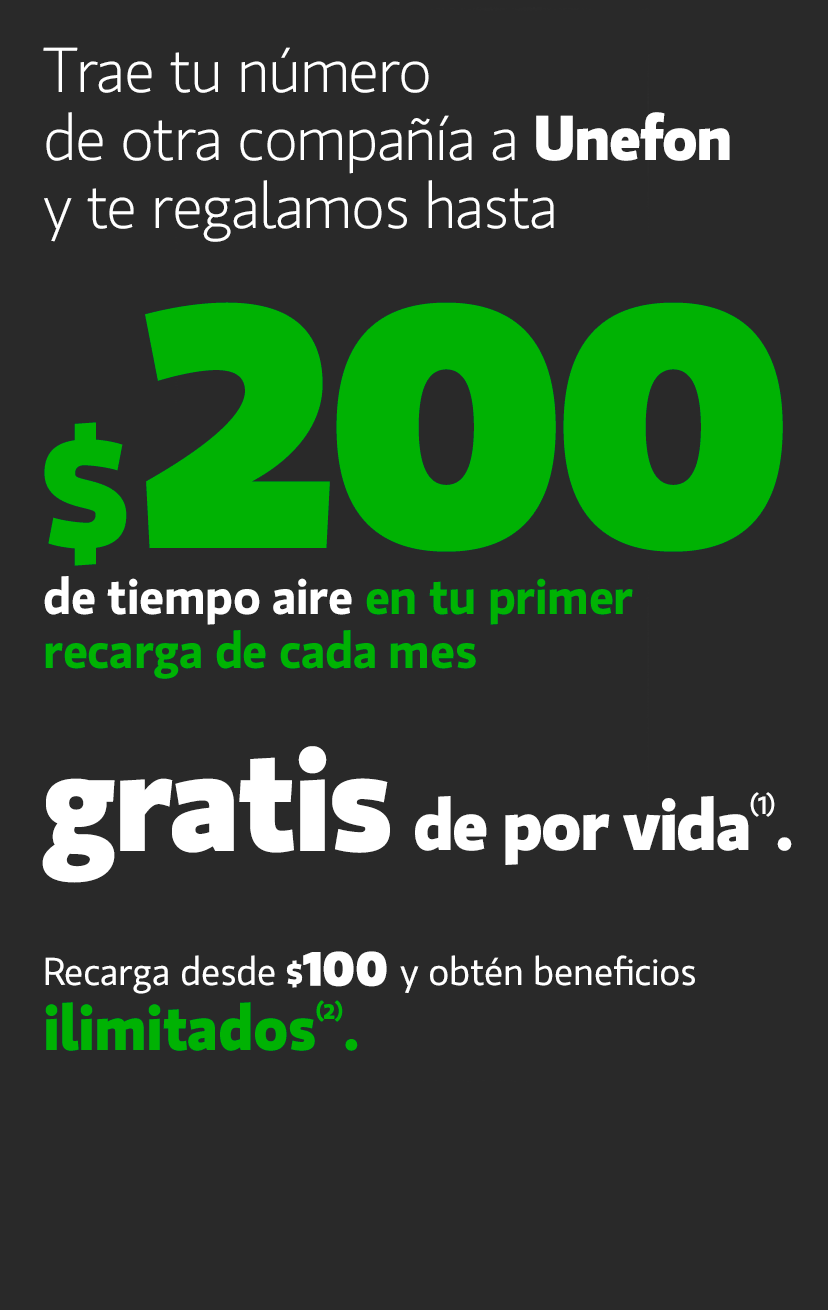 Trae tu número
de otra compañía a Unefon
y te regalamos hasta
$200
de tiempo aire en tu primer
recarga de cada mes
gratis de por vida(1).
Recarga desde $100 y obtén beneficios
ilimitados(2).